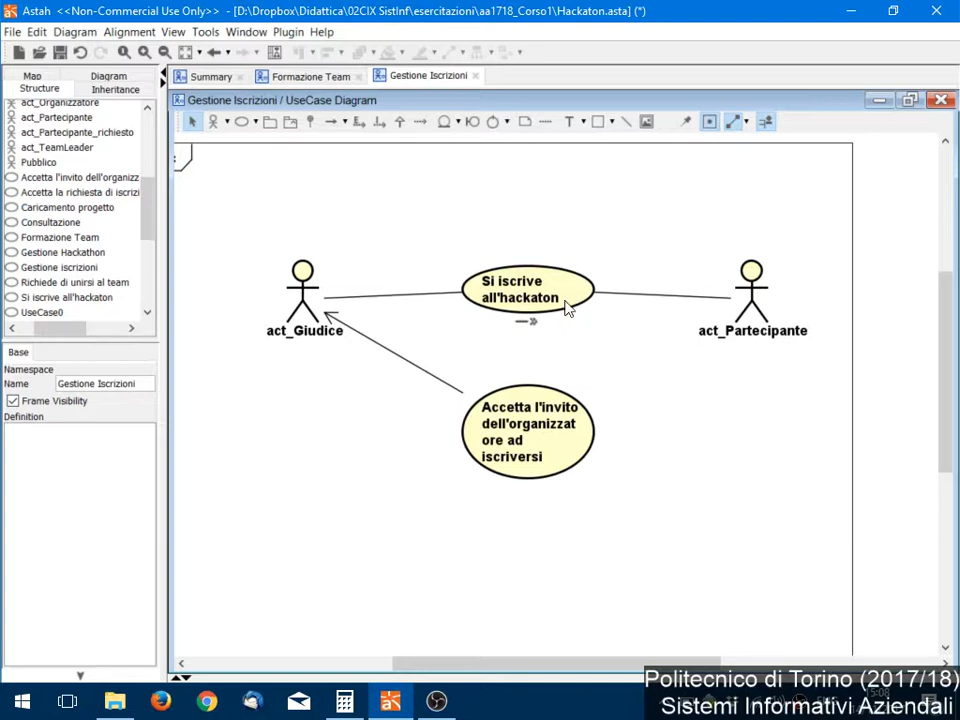 Astah <<Non-Commercial Use Only>> - [D:\Dropbox\Didattica\02CIX SistInf\esercitazioni\aa1718_Corso1\Hackaton.asta] (*)
File Edit Diagram Alignment View Tools Window Plugin Help
Map Diagram
Structure Inheritance
act_Organizzatore
act_Partecipante
act_Partecipante_richiesto
act_TeamLeader
Pubblico
Accetta l'invito dell'organizz
Accetta la richiesta di iscrizi
Caricamento progetto
Consultazione
Formazione Team
Gestione Hackathon
Gestione iscrizioni
Richiede di unirsi al team
Si iscrive all'hackaton
UseCase0
Base
Namespace
Name Gestione Iscrizioni
Frame Visibility
Definition
Summary Formazione Team Gestione Iscrizioni
Gestione Iscrizioni / UseCase Diagram
Si iscrive
all'hackaton
act_Giudice
act_Partecipante
Accetta l'invito
dell'organizzat
ore ad
iscriversi
Politecnico di Torino (2017/18)
Sistemi Informativi Aziendali